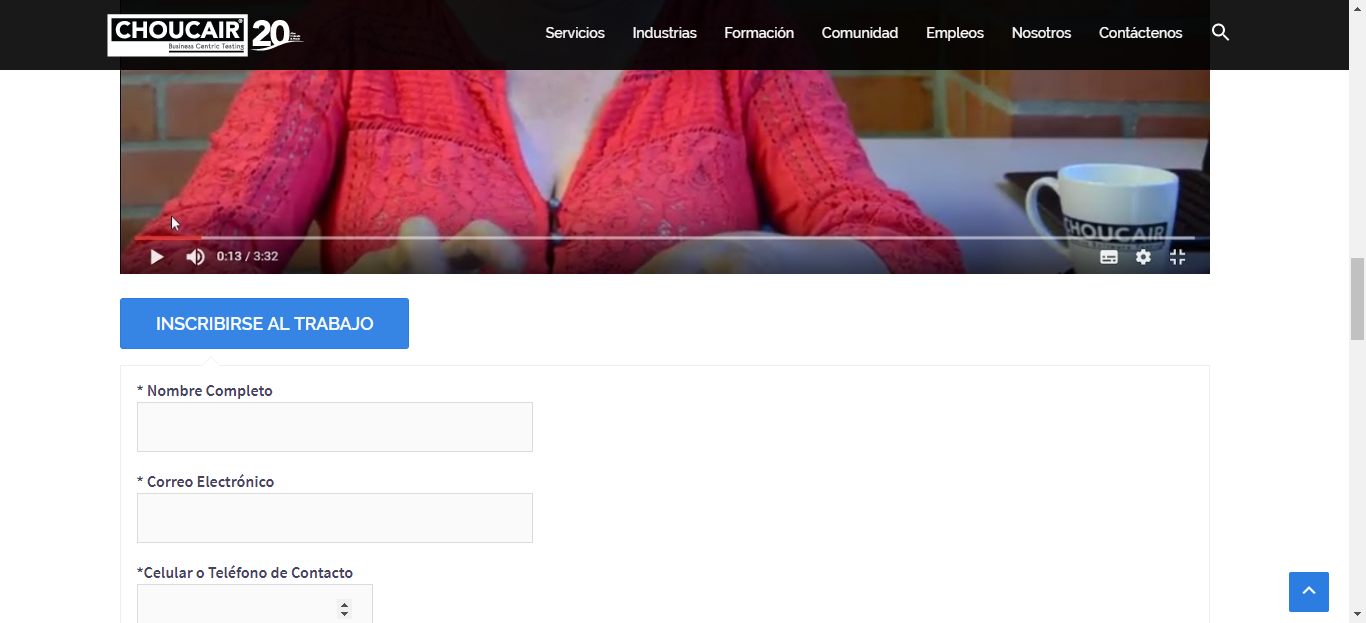 CHOUCAIR
Business Centric Testing
20
Servicios
Industrias
Formación
Comunidad
Empleos
Nosotros
Contáctenos
CHOUCAIR
0:13 / 3:32
INSCRIBIRSE AL TRABAJO
* Nombre Completo
* Correo Electrónico
*Celular o Teléfono de Contacto